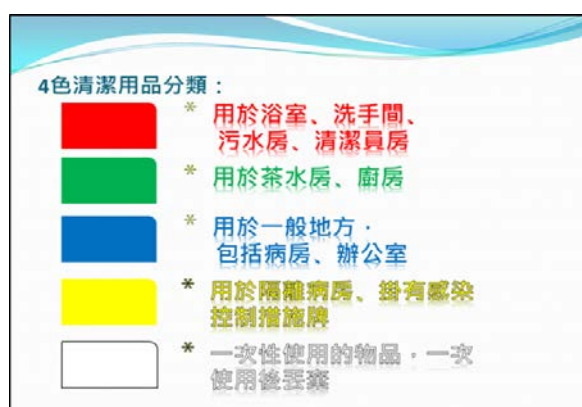 4色清潔用品分類：
* 用於浴室、洗手間、
污水房、清潔員房
* 用於茶水房、廚房
* 用於一般地方，
包括病房、辦公室
* 用於隔離病房、掛有感染
控制措施牌
* 一次性使用的物品，一次
使用後丟棄